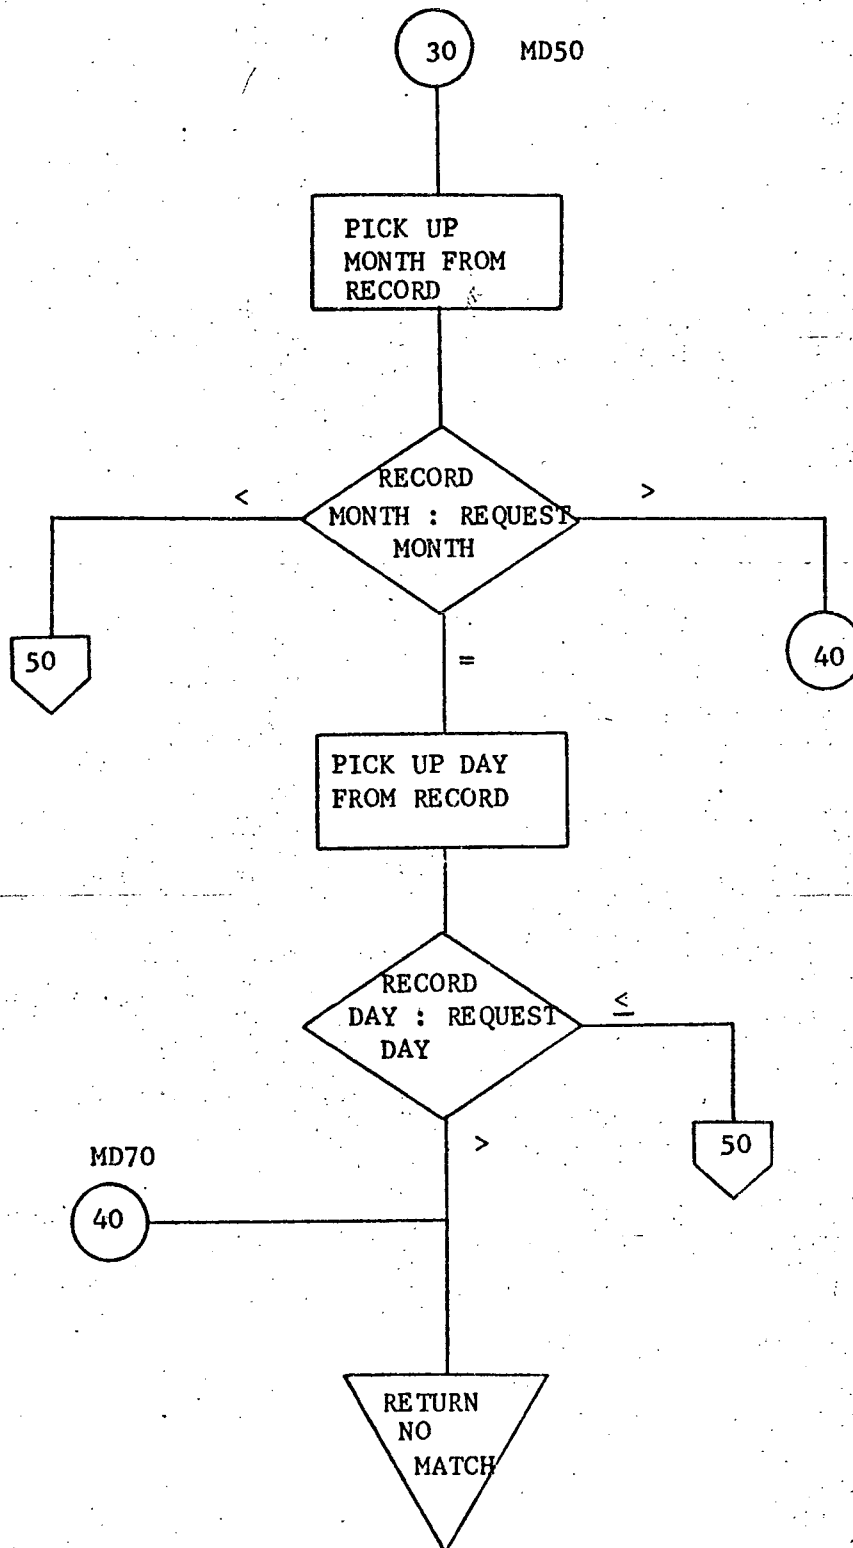 30 MD50
PICK UP
MONTH FROM
RECORD
< >
RECORD
MONTH : REQUEST
MONTH
50
=
40
PICK UP DAY
FROM RECORD
RECORD
DAY : REQUEST
DAY
≤
>
50
MD70
40
RETURN
NO
MATCH